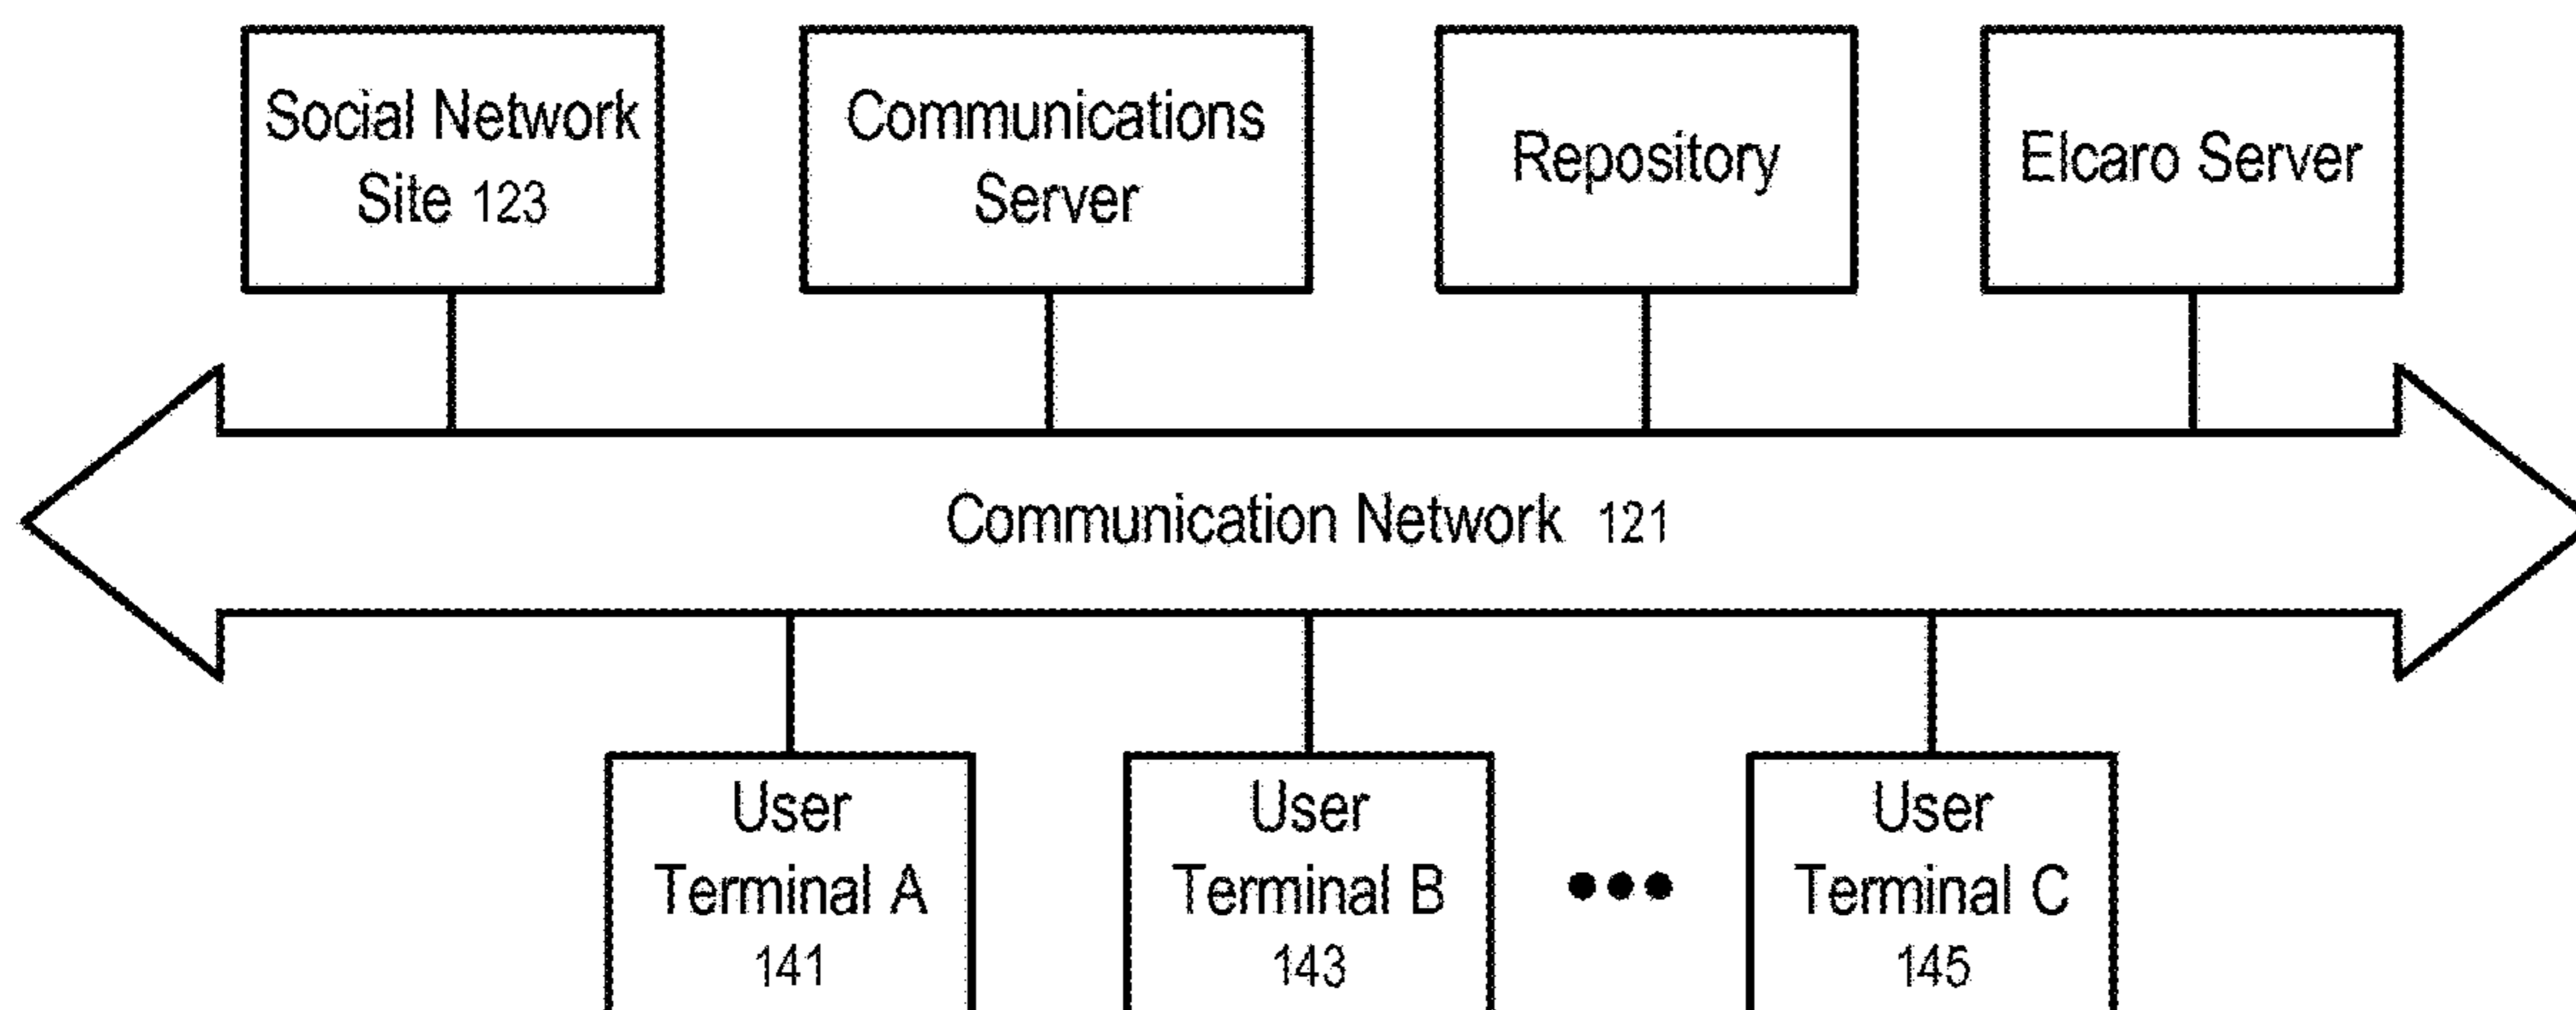 Social Network
Site 123
Communications
Server
Repository
Elcaro Server
Communication Network 121
User
Terminal A
141
User
Terminal B
143
User
Terminal C
145